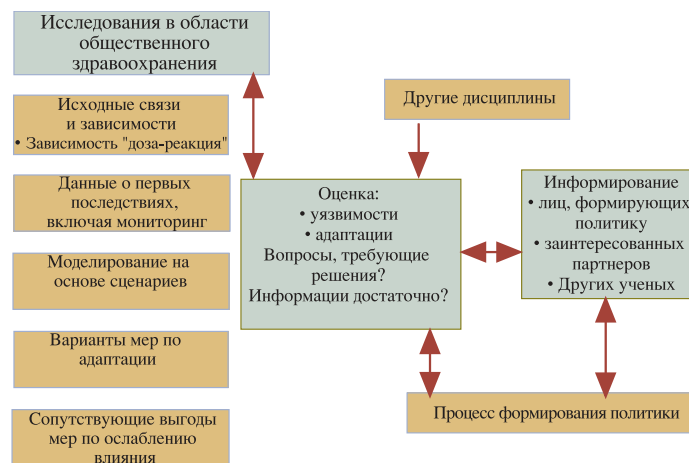 Исследования в области
общественного
здравоохранения
Исходные связи
и зависимости
• Зависимость "доза-реакция"
Данные о первых
последствиях,
включая мониторинг
Моделирование на
основе сценариев
Варианты мер по
адаптации
Сопутствующие выгоды
мер по ослаблению
влияния
Другие дисциплины
Оценка:
• уязвимости
• адаптации
Вопросы, требующие
решения?
Информации достаточно?
Информирование
• лиц, формирующих
политику
• заинтересованных
партнеров
• Других ученых
Процесс формирования политики